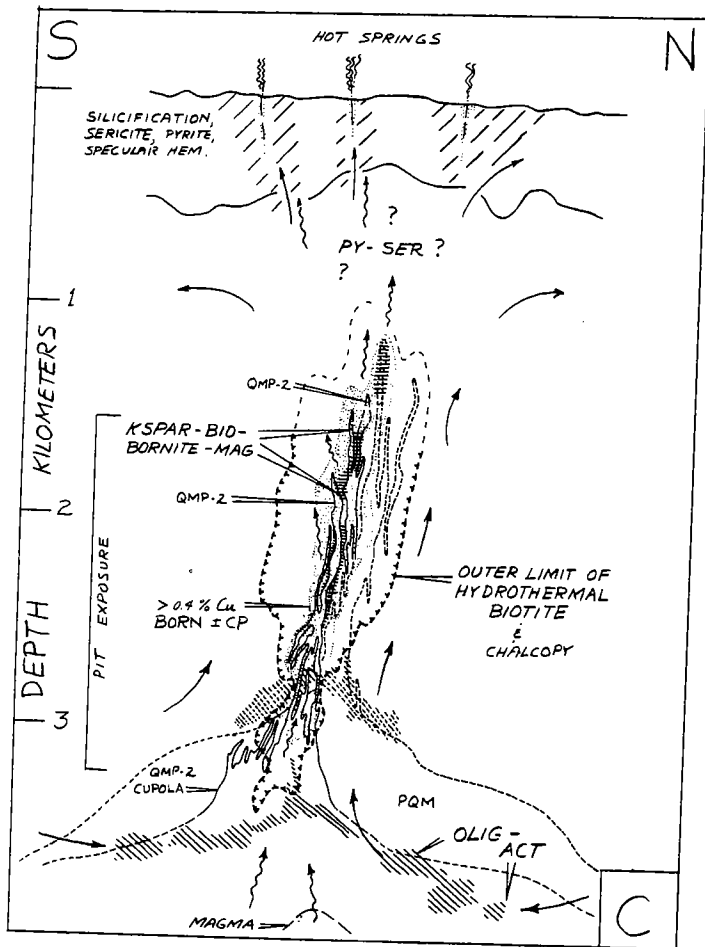 S
HOT SPRINGS
N
SILICIFICATION,
SERICITE, PYRITE,
SPECULAR HEM.
?
PY-SER ?
?
1
KILOMETERS
QMP-2
KSPAR-BIO-
BORNITE-MAG
2
QMP-2
PIT EXPOSURE
OUTER LIMIT OF
HYDROTHERMAL
BIOTITE
&
CHALCOPY
>0.4% Cu
BORN ± CP
DEPTH
3
QMP-2
CUPOLA
PQM
OLIG-
ACT
MAGMA
C